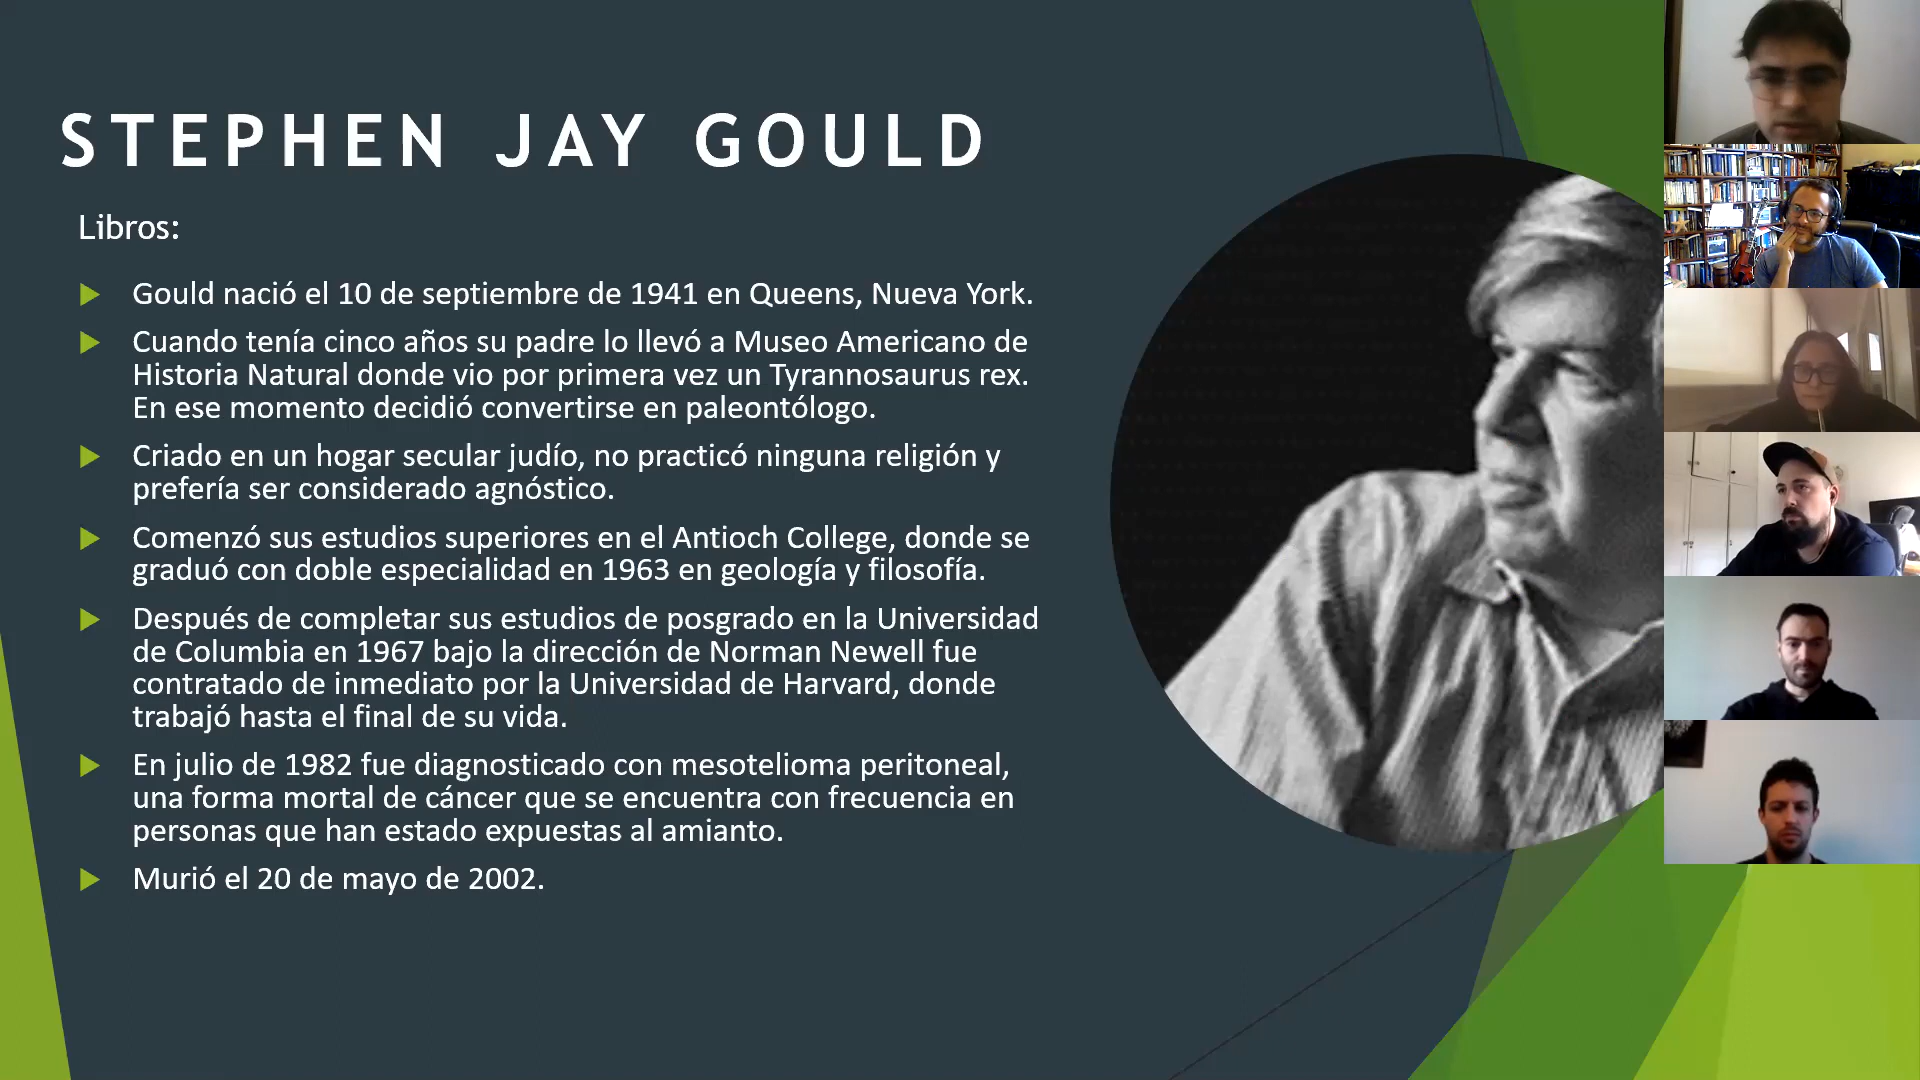 STEPHEN JAY GOULD
Libros:
Gould nació el 10 de septiembre de 1941 en Queens, Nueva York.
Cuando tenía cinco años su padre lo llevó a Museo Americano de
Historia Natural donde vio por primera vez un Tyrannosaurus rex.
En ese momento decidió convertirse en paleontólogo.
Criado en un hogar secular judío, no practicó ninguna religión y
prefería ser considerado agnóstico.
Comenzó sus estudios superiores en el Antioch College, donde se
graduó con doble especialidad en 1963 en geología y filosofía.
Después de completar sus estudios de posgrado en la Universidad
de Columbia en 1967 bajo la dirección de Norman Newell fue
contratado de inmediato por la Universidad de Harvard, donde
trabajó hasta el final de su vida.
En julio de 1982 fue diagnosticado con mesotelioma peritoneal,
una forma mortal de cáncer que se encuentra con frecuencia en
personas que han estado expuestas al amianto.
Murió el 20 de mayo de 2002.